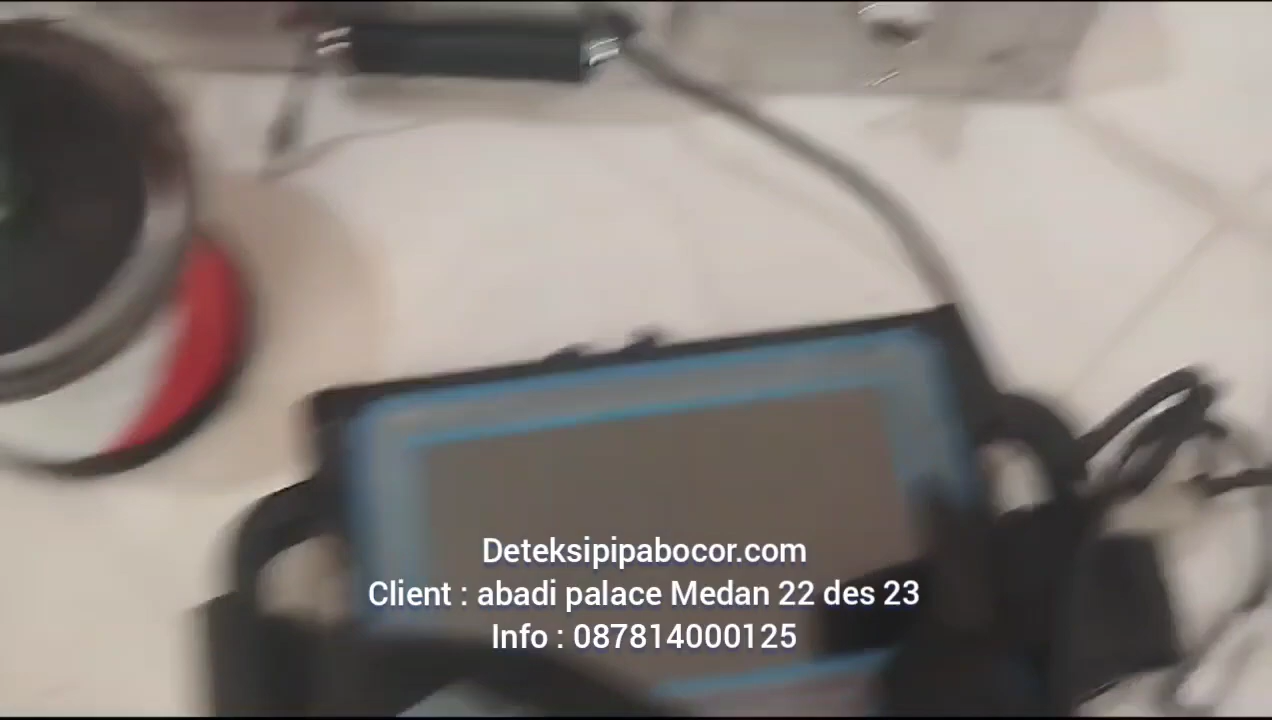 Deteksipipabocor.com
Client : abadi palace Medan 22 des 23
Info : 087814000125